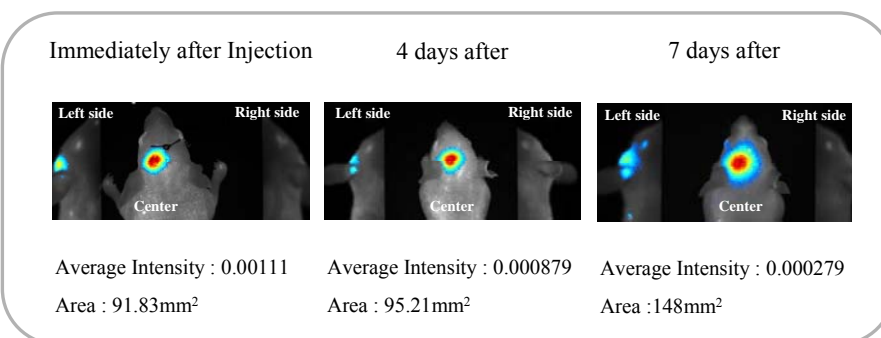 Immediately after Injection
4 days after
7 days after
Left side
Right side
Center
Left side
Right side
Center
Left side
Right side
Center
Average Intensity : 0.00111
Area : 91.83mm²
Average Intensity : 0.000879
Area : 95.21mm²
Average Intensity : 0.000279
Area :148mm²